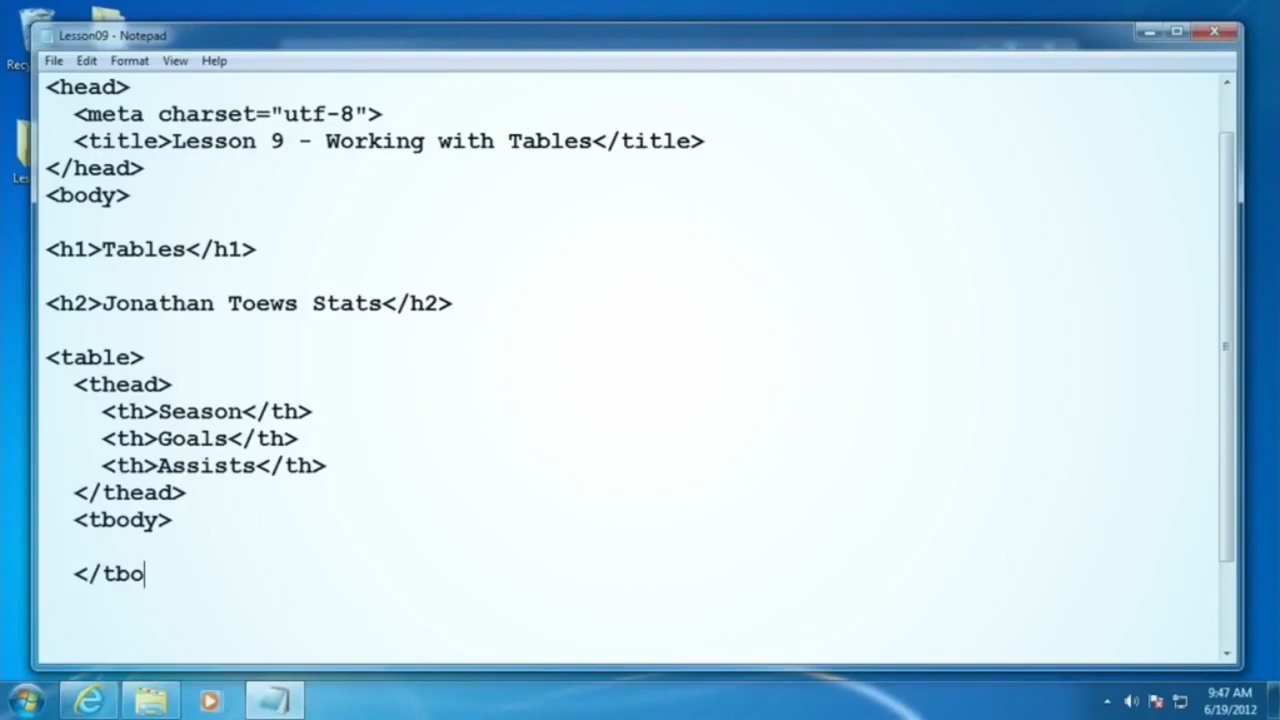 Lesson09 - Notepad
File Edit Format View Help
<head>
  <meta charset="utf-8">
  <title>Lesson 9 - Working with Tables</title>
</head>
<body>

<h1>Tables</h1>

<h2>Jonathan Toews Stats</h2>

<table>
  <thead>
    <th>Season</th>
    <th>Goals</th>
    <th>Assists</th>
  </thead>
  <tbody>

  </tbo
9:47 AM
6/19/2012